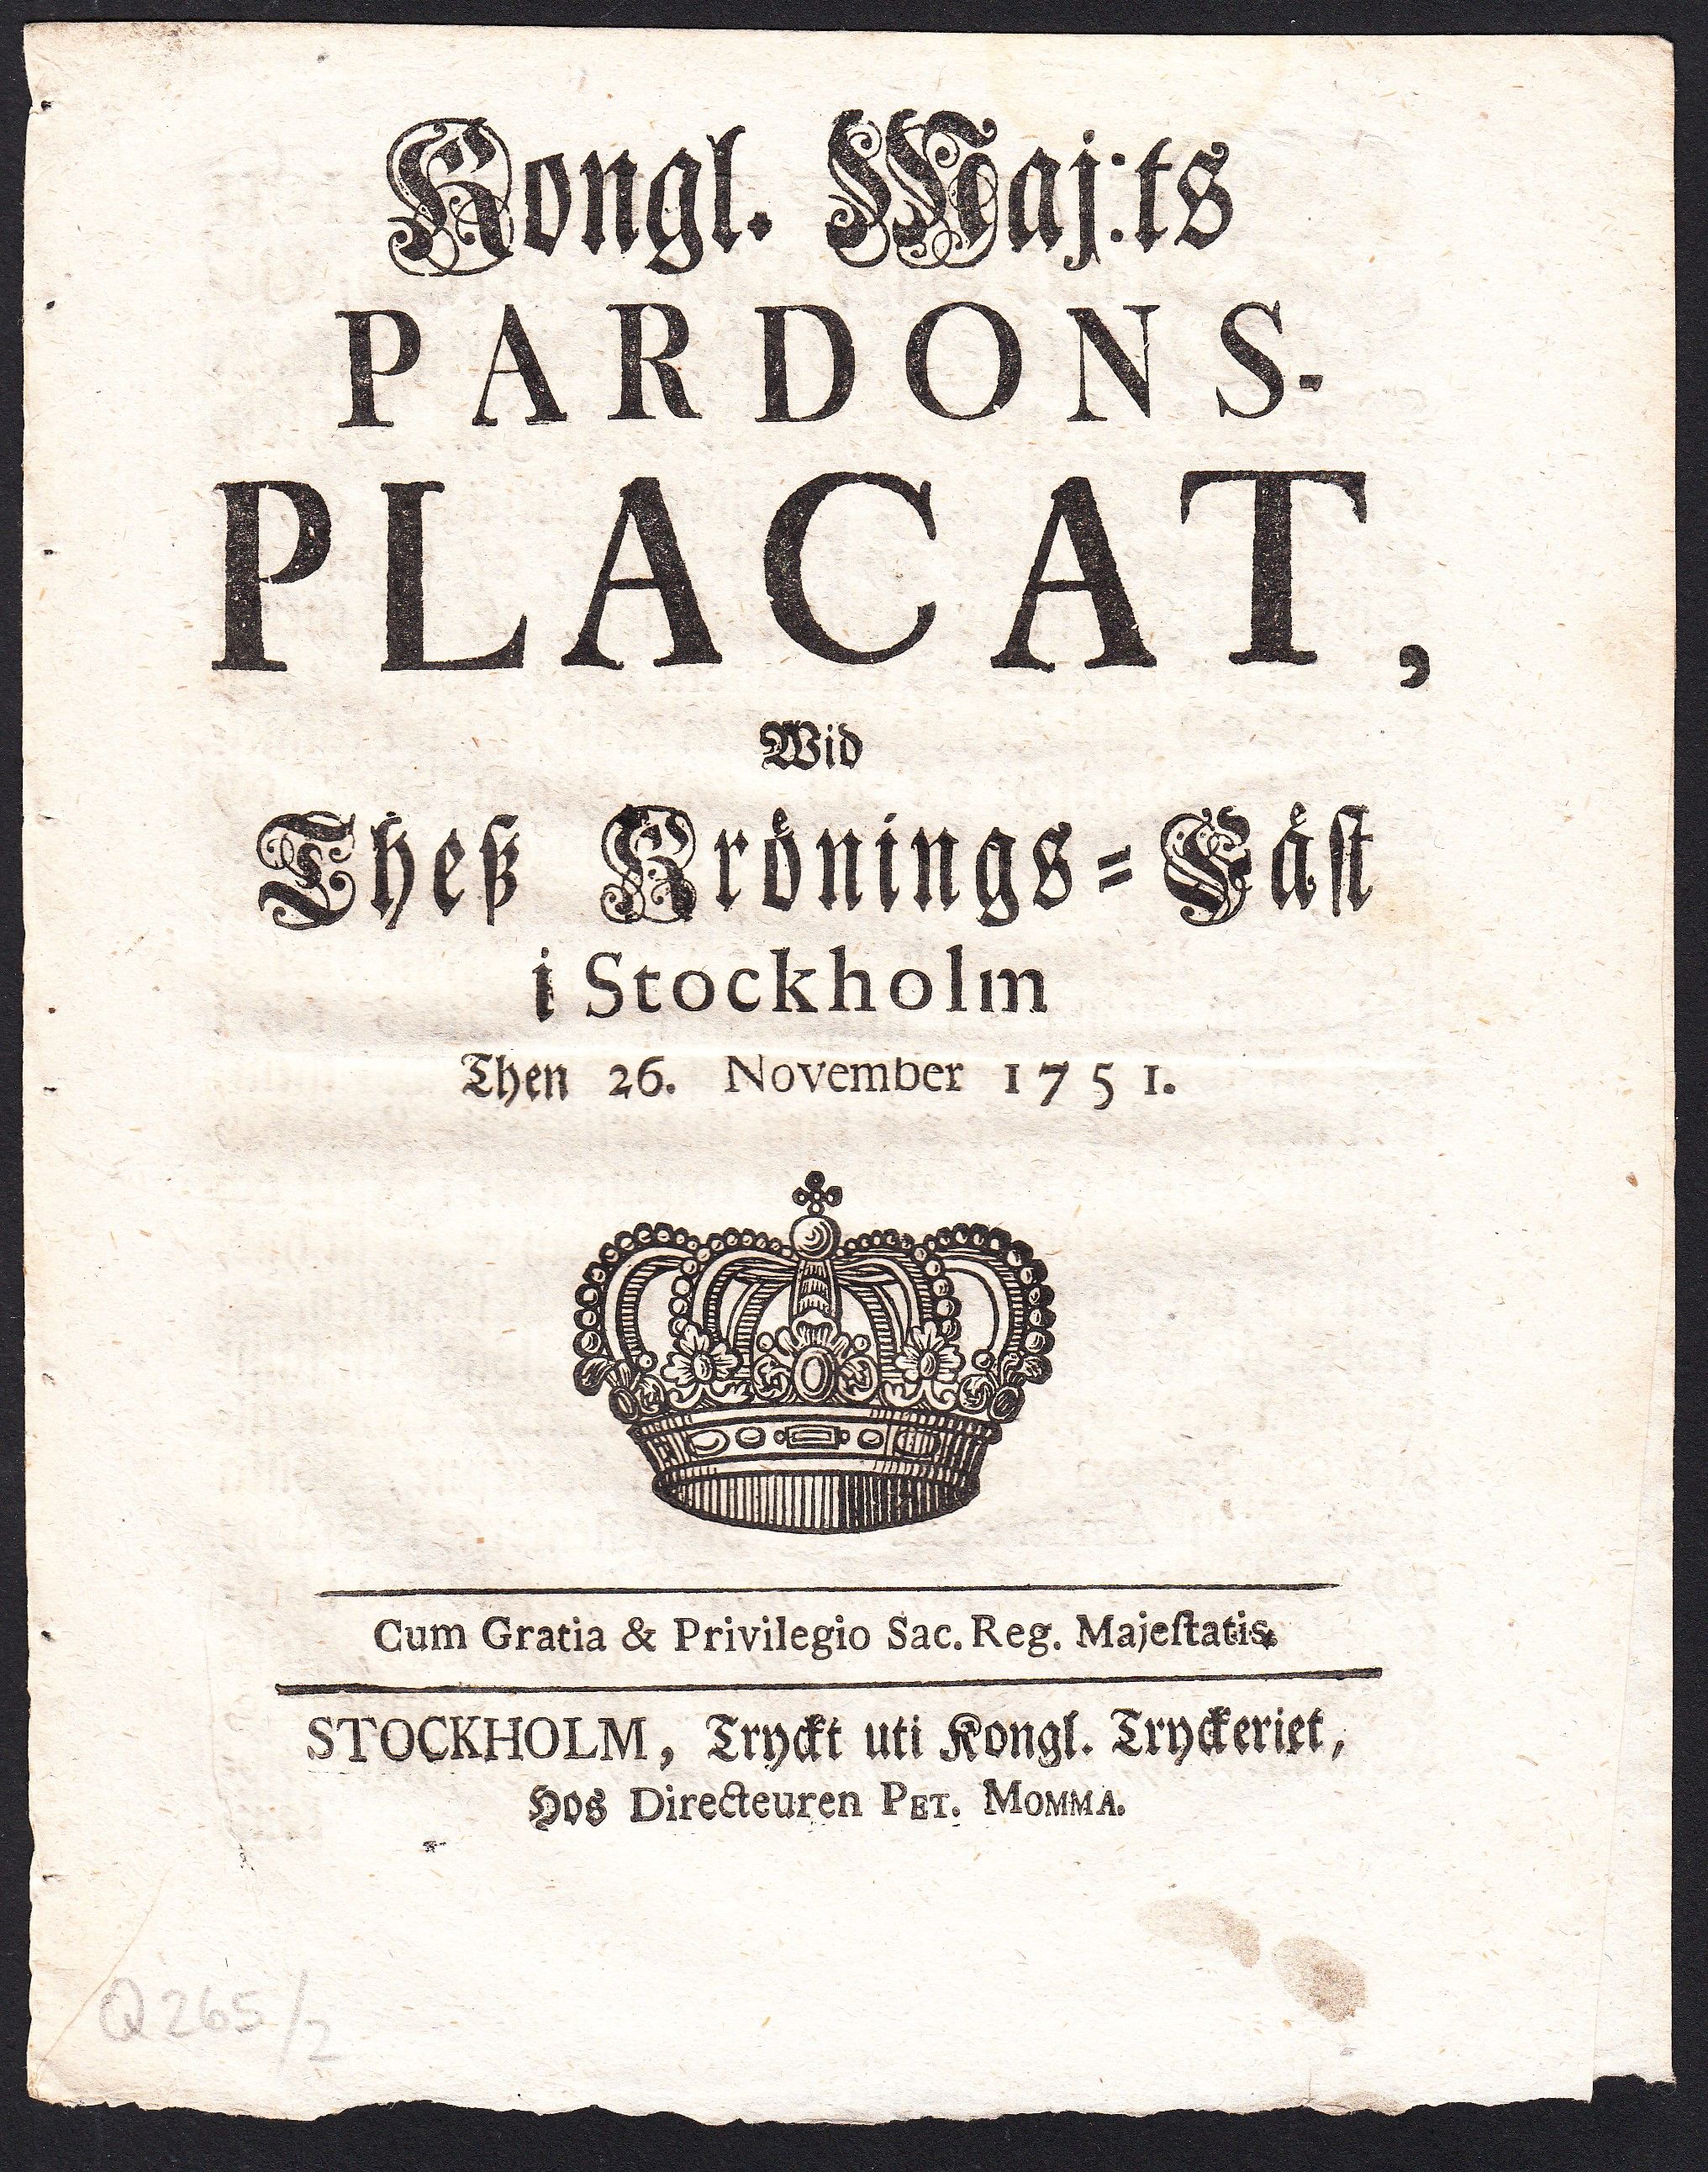 Kongl. Maj:ts
PARDONS-
PLACAT,
Wid
Theß Krönings-Fäst
i Stockholm
Then 26. November 1751.
Cum Gratia & Privilegio Sac. Reg. Majeſtatis.
STOCKHOLM, Tryckt uti Kongl. Tryckeriet,
Hos Directeuren PET. MOMMA.
Q265/2